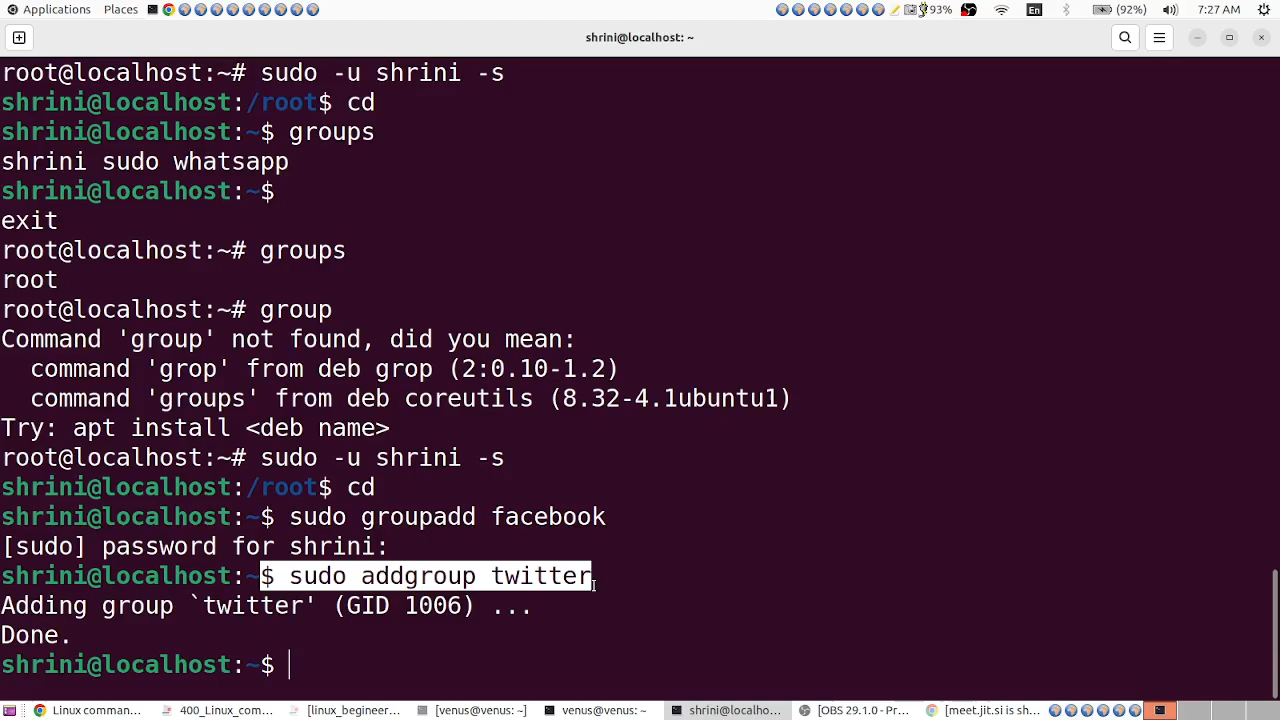 Applications Places 93% En (92%) 7:27 AM
shrini@localhost: ~
root@localhost:~# sudo -u shrini -s
shrini@localhost:/root$ cd
shrini@localhost:~$ groups
shrini sudo whatsapp
shrini@localhost:~$
exit
root@localhost:~# groups
root
root@localhost:~# group
Command 'group' not found, did you mean:
command 'grop' from deb grop (2:0.10-1.2)
command 'groups' from deb coreutils (8.32-4.1ubuntu1)
Try: apt install <deb name>
root@localhost:~# sudo -u shrini -s
shrini@localhost:/root$ cd
shrini@localhost:~$ sudo groupadd facebook
[sudo] password for shrini:
shrini@localhost:~$ sudo addgroup twitter
Adding group `twitter' (GID 1006) ...
Done.
shrini@localhost:~$
Linux comman... 400_Linux_com... [linux_begineer... [venus@venus: ~] venus@venus: ~ shrini@localho... [OBS 29.1.0 - Pr... [meet.jit.si is sh...